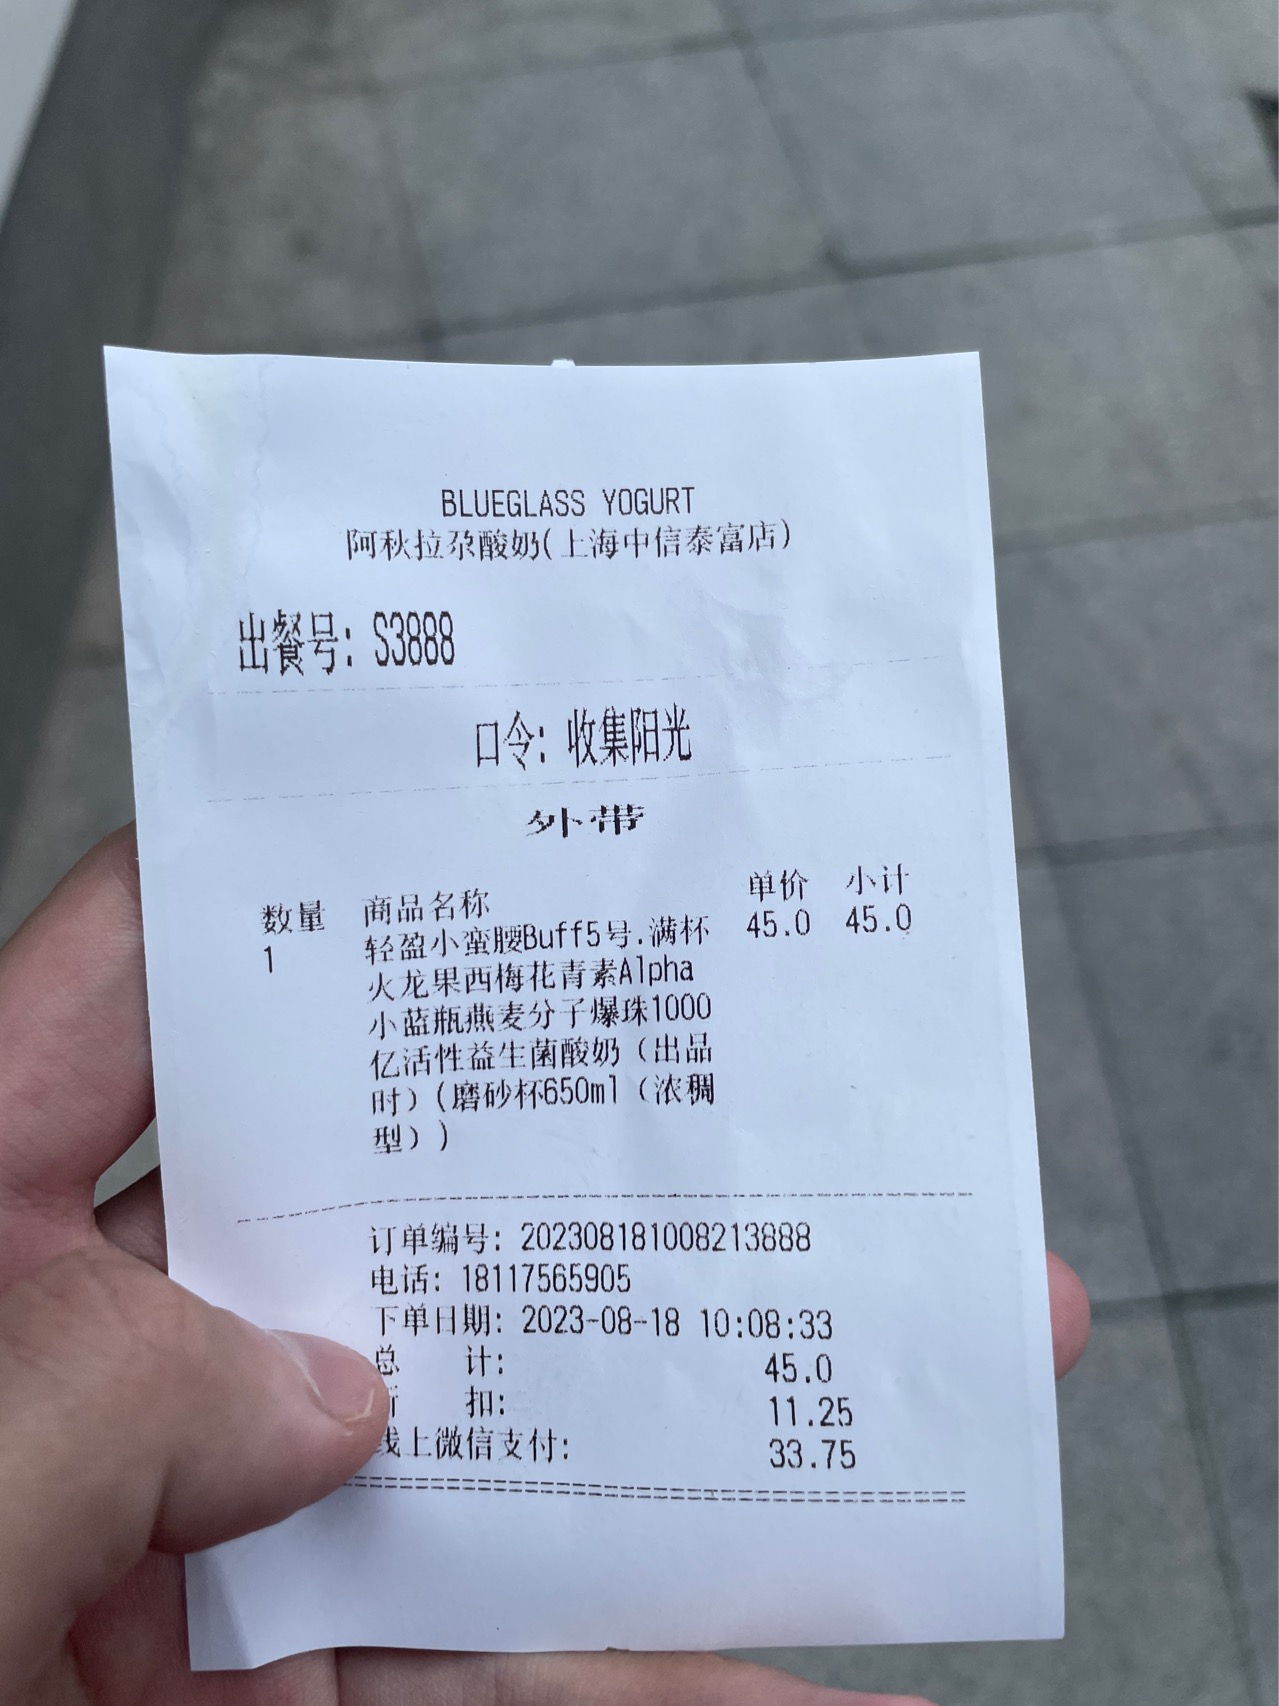 BLUEGLASS YOGURT
阿秋拉尕酸奶(上海中信泰富店)
出餐号: S3888
口令: 收集阳光
外带
数量 商品名称 单价 小计
1 轻盈小蛮腰Buff5号.满杯 45.0 45.0
火龙果西梅花青素Alpha
小蓝瓶燕麦分子爆珠1000
亿活性益生菌酸奶（出品
时）(磨砂杯650ml（浓稠
型）)
订单编号: 202308181008213888
电话: 18117565905
下单日期: 2023-08-18 10:08:33
总 计: 45.0
扣: 11.25
线上微信支付: 33.75